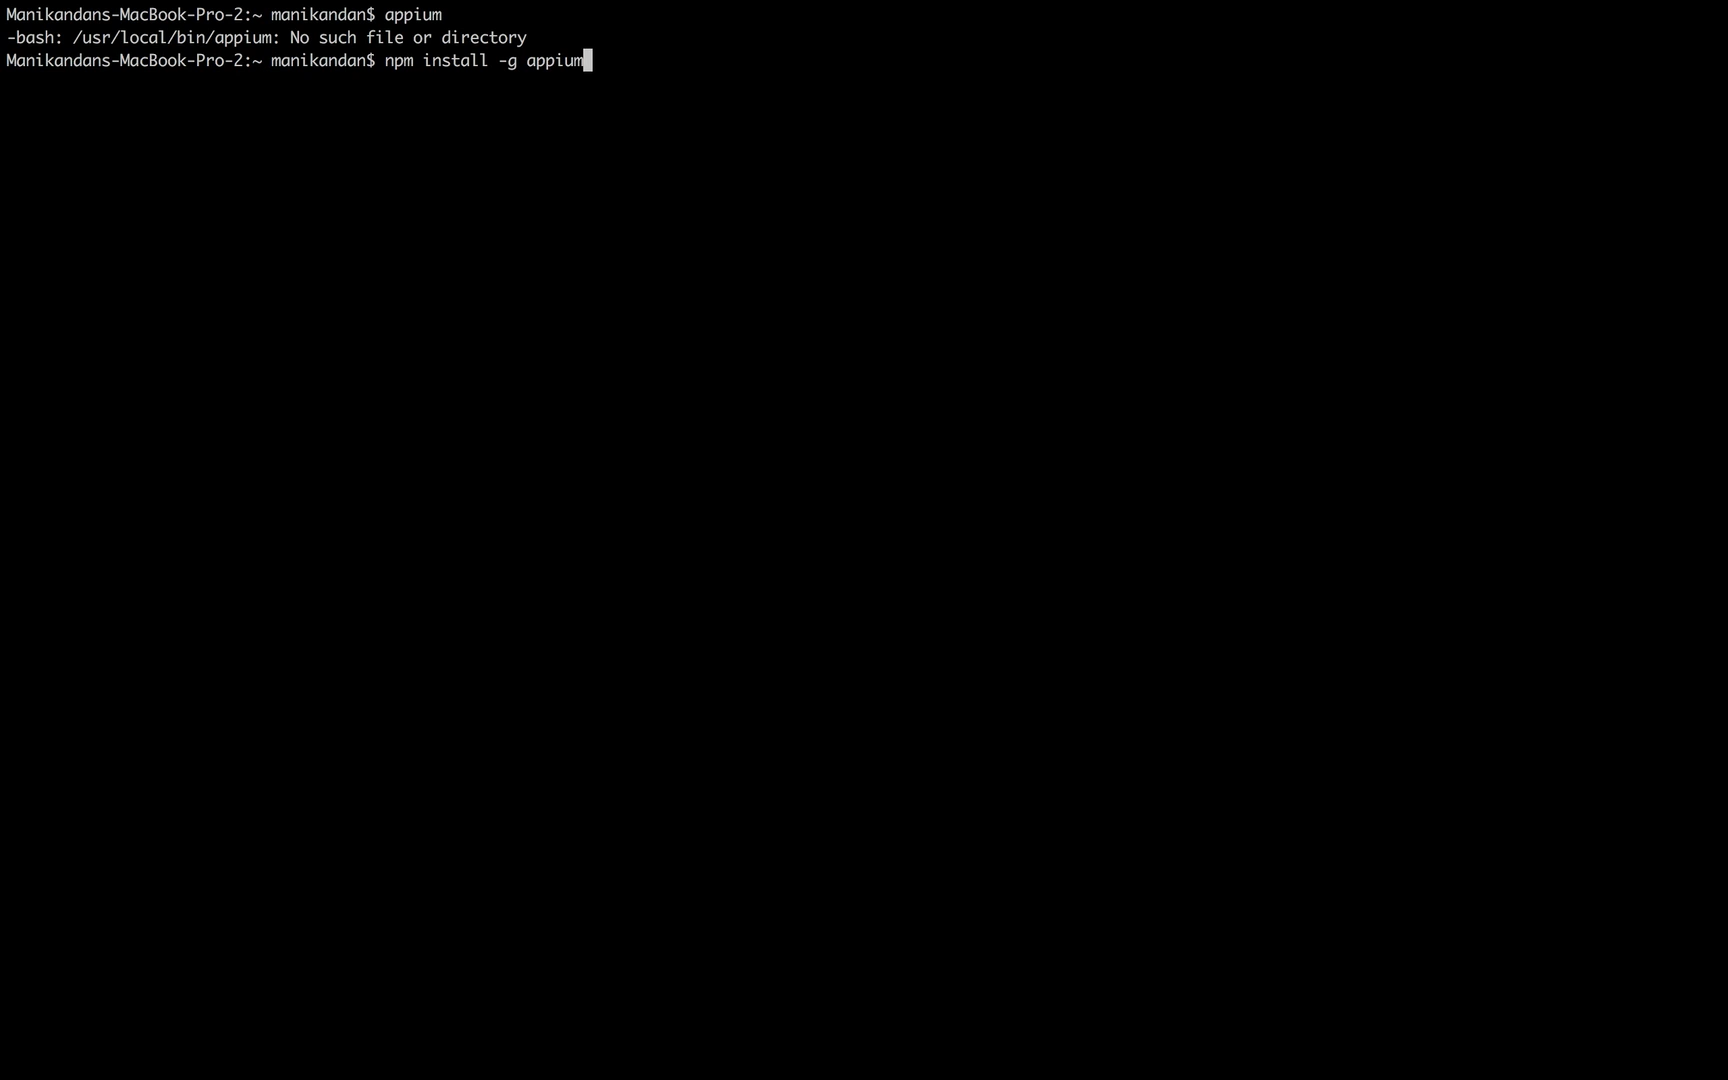 Manikandans-MacBook-Pro-2:~ manikandan$ appium
-bash: /usr/local/bin/appium: No such file or directory
Manikandans-MacBook-Pro-2:~ manikandan$ npm install -g appium